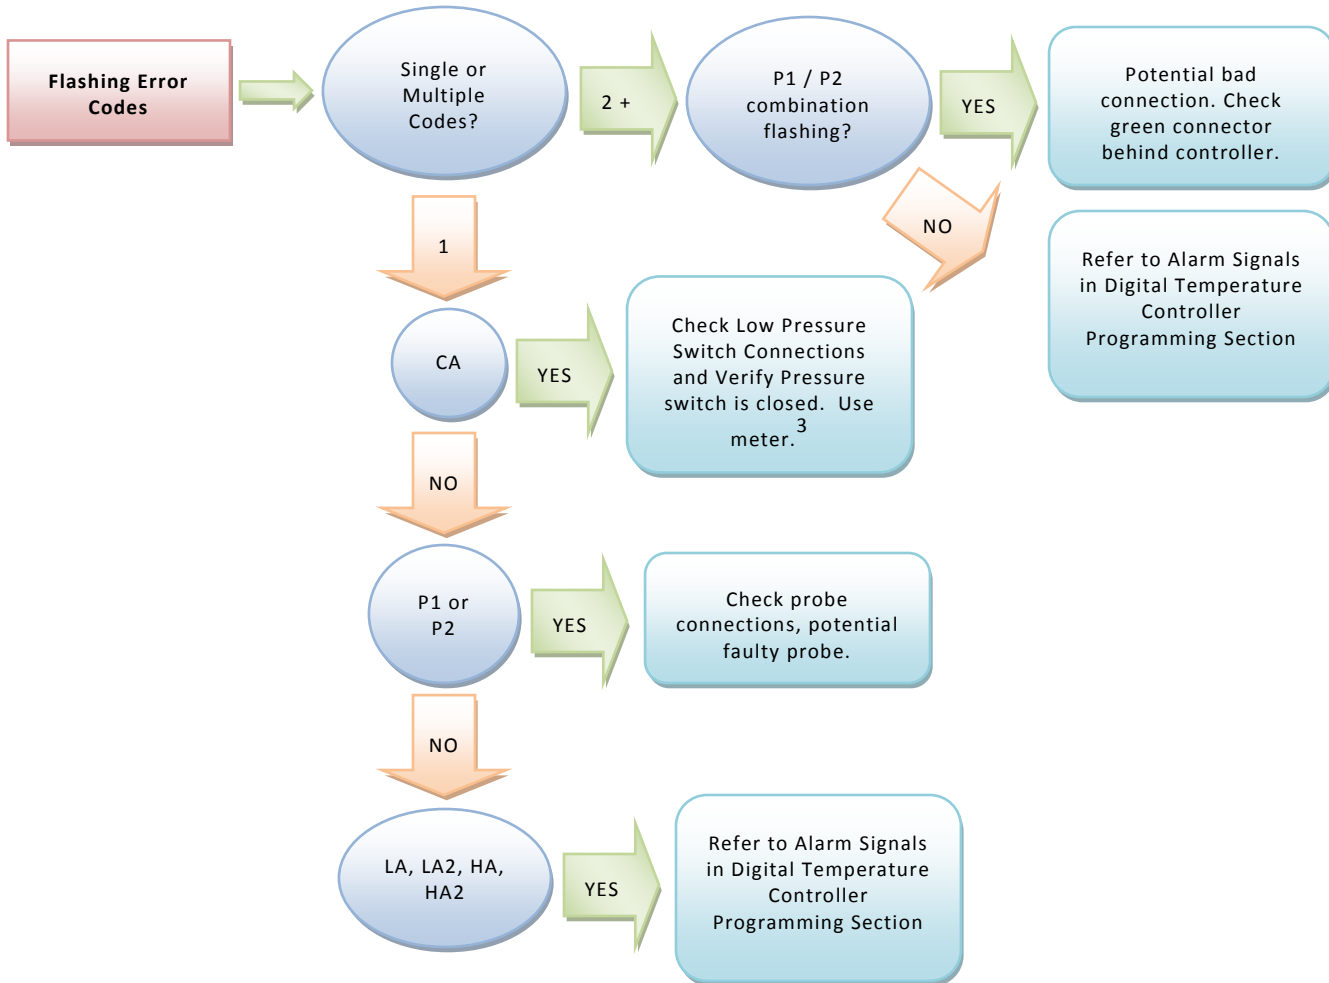 Flashing Error
Codes
Single or
Multiple
Codes?
2 +
P1 / P2
combination
flashing?
YES
Potential bad
connection. Check
green connector
behind controller.
NO
Refer to Alarm Signals
in Digital Temperature
Controller
Programming Section
1
CA
YES
Check Low Pressure
Switch Connections
and Verify Pressure
switch is closed.  Use
meter.3
NO
P1 or
P2
YES
Check probe
connections, potential
faulty probe.
NO
LA, LA2, HA,
HA2
YES
Refer to Alarm Signals
in Digital Temperature
Controller
Programming Section